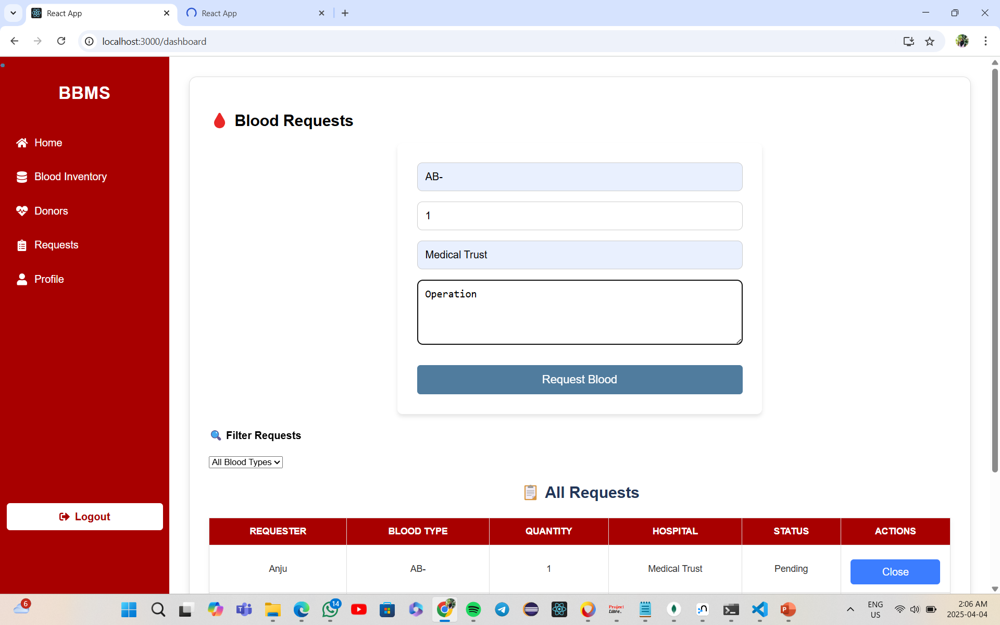 React App
React App
localhost:3000/dashboard
BBMS
Home
Blood Inventory
Donors
Requests
Profile
Logout
Blood Requests
AB-
1
Medical Trust
Operation
Request Blood
Filter Requests
All Blood Types
All Requests
REQUESTER BLOOD TYPE QUANTITY HOSPITAL STATUS ACTIONS
Anju AB- 1 Medical Trust Pending Close
6
14
Project
Libre.
ENG
US
2:06 AM
2025-04-04